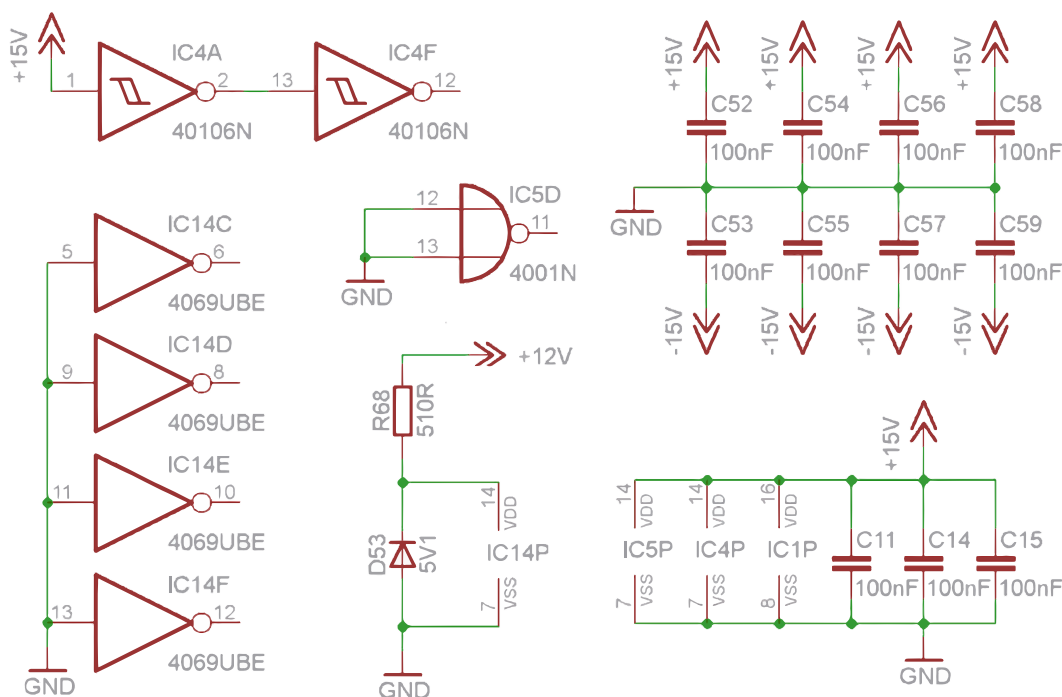 +15V
IC4A
1
2
40106N
13
IC4F
12
40106N
IC14C
5
6
4069UBE
IC14D
9
8
4069UBE
IC14E
11
10
4069UBE
IC14F
13
12
4069UBE
GND
12
13
IC5D
11
4001N
GND
+12V
R68
510R
D53
5V1
14
VDD
IC14P
7
VSS
GND
+15V
+15V
+15V
+15V
C52
C54
C56
C58
100nF
100nF
100nF
100nF
GND
C53
C55
C57
C59
100nF
100nF
100nF
100nF
-15V
-15V
-15V
-15V
+15V
14
VDD
14
VDD
16
VDD
IC5P
IC4P
IC1P
7
VSS
7
VSS
8
VSS
C11
C14
C15
100nF
100nF
100nF
GND